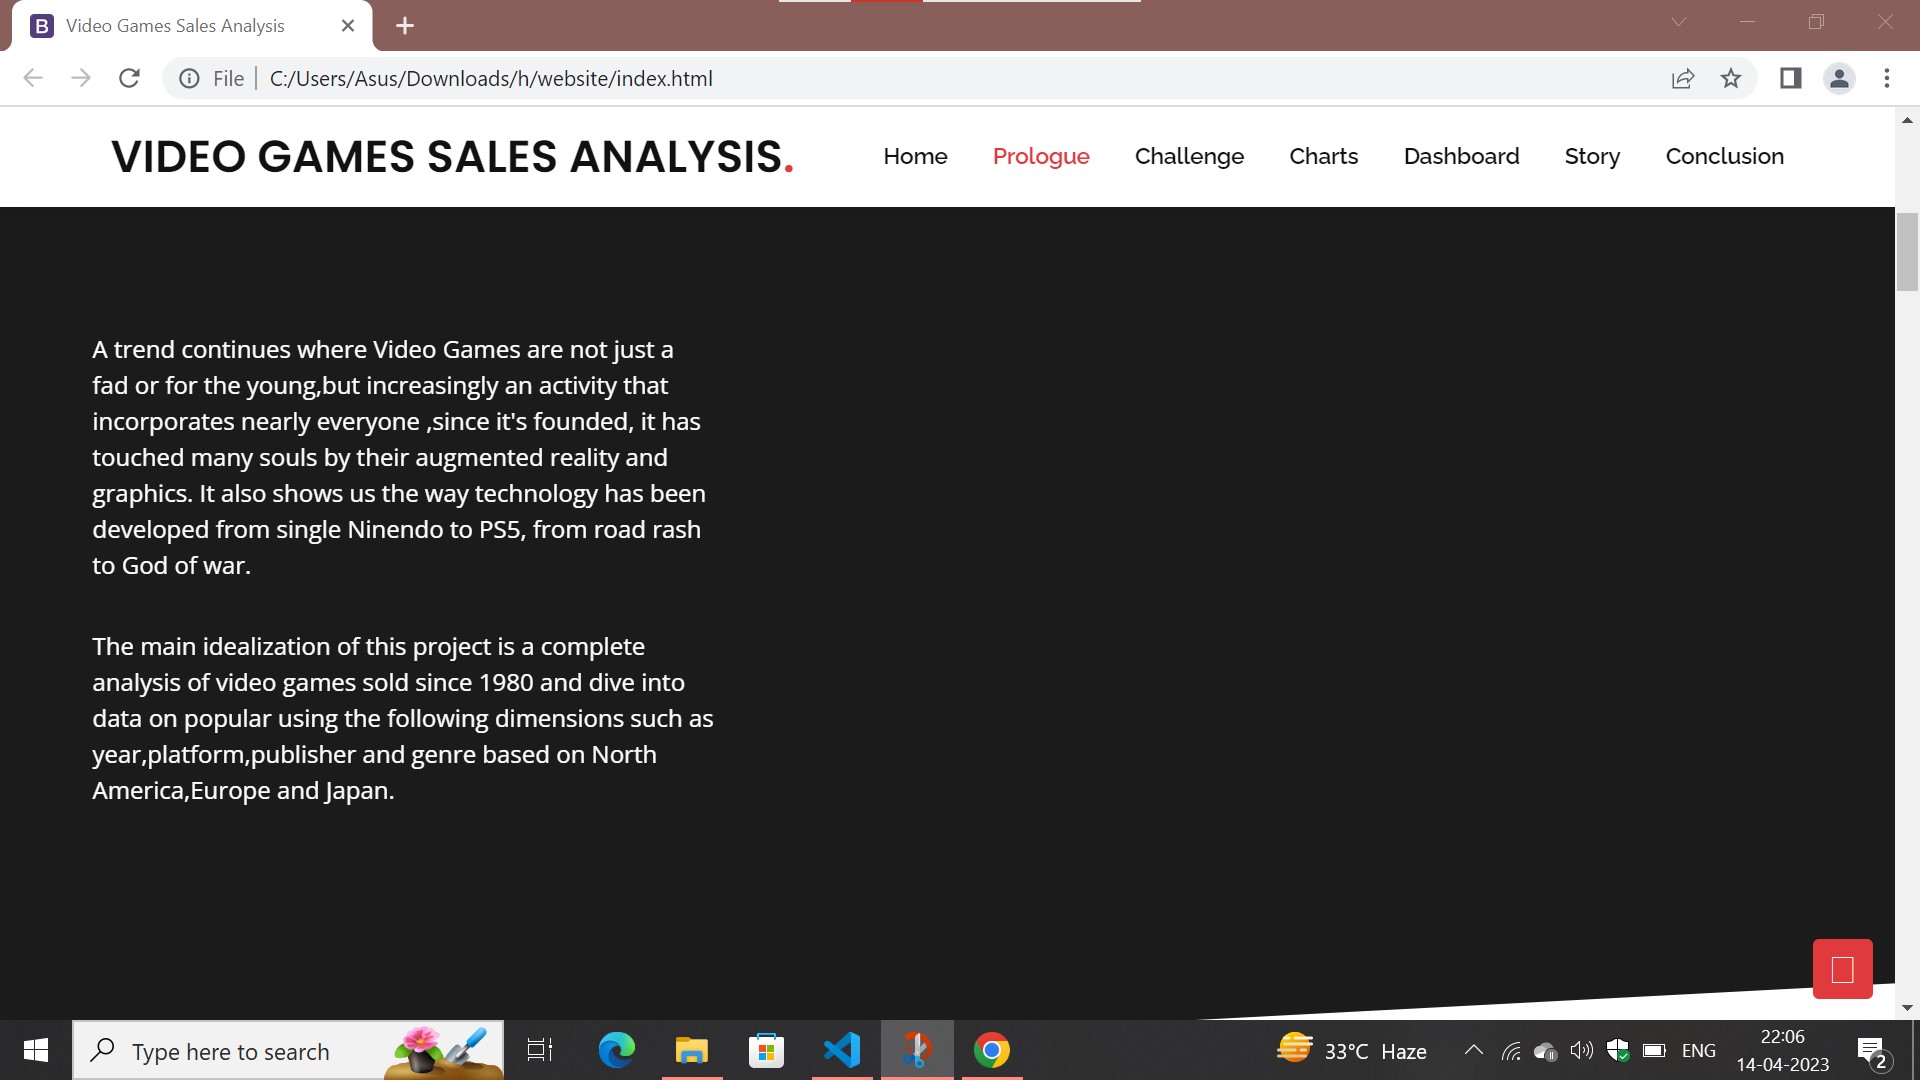 B Video Games Sales Analysis
File C:/Users/Asus/Downloads/h/website/index.html
VIDEO GAMES SALES ANALYSIS. Home Prologue Challenge Charts Dashboard Story Conclusion
A trend continues where Video Games are not just a
fad or for the young,but increasingly an activity that
incorporates nearly everyone ,since it's founded, it has
touched many souls by their augmented reality and
graphics. It also shows us the way technology has been
developed from single Ninendo to PS5, from road rash
to God of war.
The main idealization of this project is a complete
analysis of video games sold since 1980 and dive into
data on popular using the following dimensions such as
year,platform,publisher and genre based on North
America,Europe and Japan.
Type here to search 33°C Haze ENG 22:06
14-04-2023 2